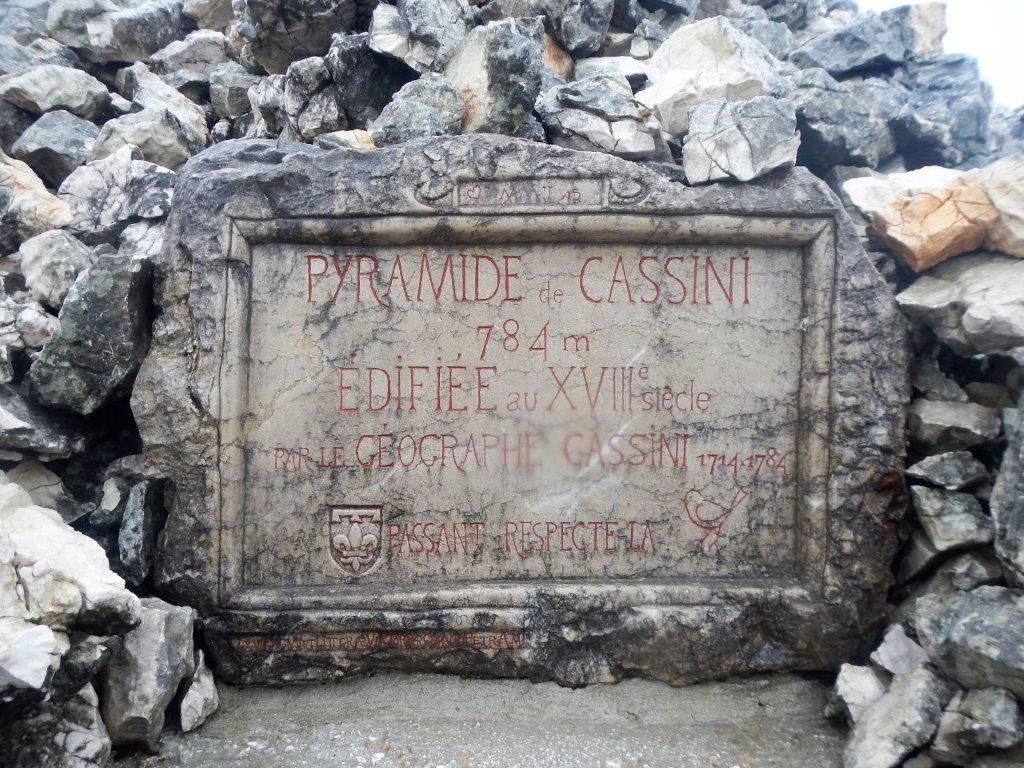 PYRAMIDE de CASSINI
784 m
ÉDIFIÉE au XVIIIe siècle
PAR LE GÉOGRAPHE CASSINI 1714-1784
PASSANT RESPECTE-LA